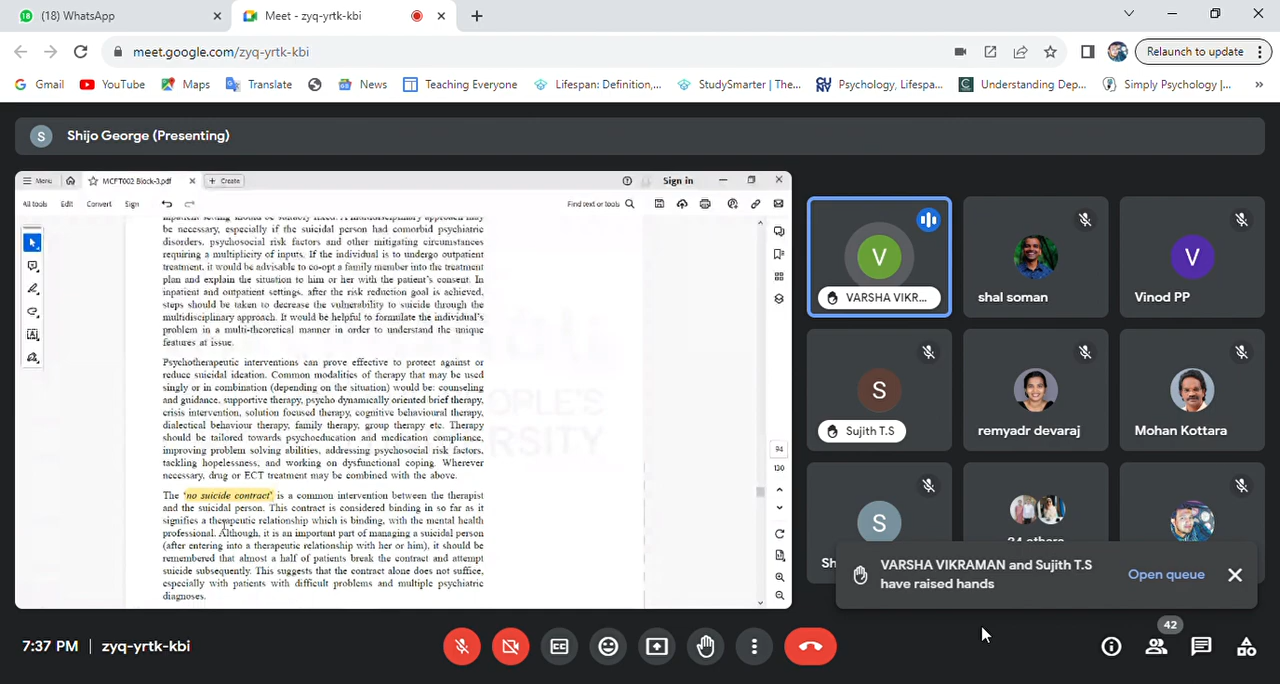 (18) WhatsApp
Meet - zyq-yrtk-kbi
meet.google.com/zyq-yrtk-kbi
Relaunch to update
Gmail
YouTube
Maps
Translate
News
Teaching Everyone
Lifespan: Definition,...
StudySmarter | The...
Psychology, Lifespa...
Understanding Dep...
Simply Psychology |...
S
Shijo George (Presenting)
Menu
MCFT002 Block-3.pdf
Create
Sign in
All tools
Edit
Convert
Sign
Find text or tools
inpatient setting should be suitably fixed. A multidisciplinary approach may
be necessary, especially if the suicidal person had comorbid psychiatric
disorders, psychosocial risk factors and other mitigating circumstances
requiring a multiplicity of inputs. If the individual is to undergo outpatient
treatment, it would be advisable to co-opt a family member into the treatment
plan and explain the situation to him or her with the patient's consent. In
inpatient and outpatient settings, after the risk reduction goal is achieved,
steps should be taken to decrease the vulnerability to suicide through the
multidisciplinary approach. It would be helpful to formulate the individual's
problem in a multi-theoretical manner in order to understand the unique
features at issue.
Psychotherapeutic interventions can prove effective to protect against or
reduce suicidal ideation. Common modalities of therapy that may be used
singly or in combination (depending on the situation) would be: counseling
and guidance, supportive therapy, psycho dynamically oriented brief therapy,
crisis intervention, solution focused therapy, cognitive behavioural therapy,
dialectical behaviour therapy, family therapy, group therapy etc. Therapy
should be tailored towards psychoeducation and medication compliance,
improving problem solving abilities, addressing psychosocial risk factors,
tackling hopelessness, and working on dysfunctional coping. Wherever
necessary, drug or ECT treatment may be combined with the above.
The 'no suicide contract' is a common intervention between the therapist
and the suicidal person. This contract is considered binding in so far as it
signifies a therapeutic relationship which is binding, with the mental health
professional. Although, it is an important part of managing a suicidal person
(after entering into a therapeutic relationship with her or him), it should be
remembered that almost a half of patients break the contract and attempt
suicide subsequently. This suggests that the contract alone does not suffice,
especially with patients with difficult problems and multiple psychiatric
diagnoses.
OPLE'S
RSITY
94
130
V
VARSHA VIKR...
shal soman
V
Vinod PP
S
Sujith T.S
remyadr devaraj
Mohan Kottara
S
Sh
34 others
VARSHA VIKRAMAN and Sujith T.S
have raised hands
Open queue
7:37 PM
zyq-yrtk-kbi
42